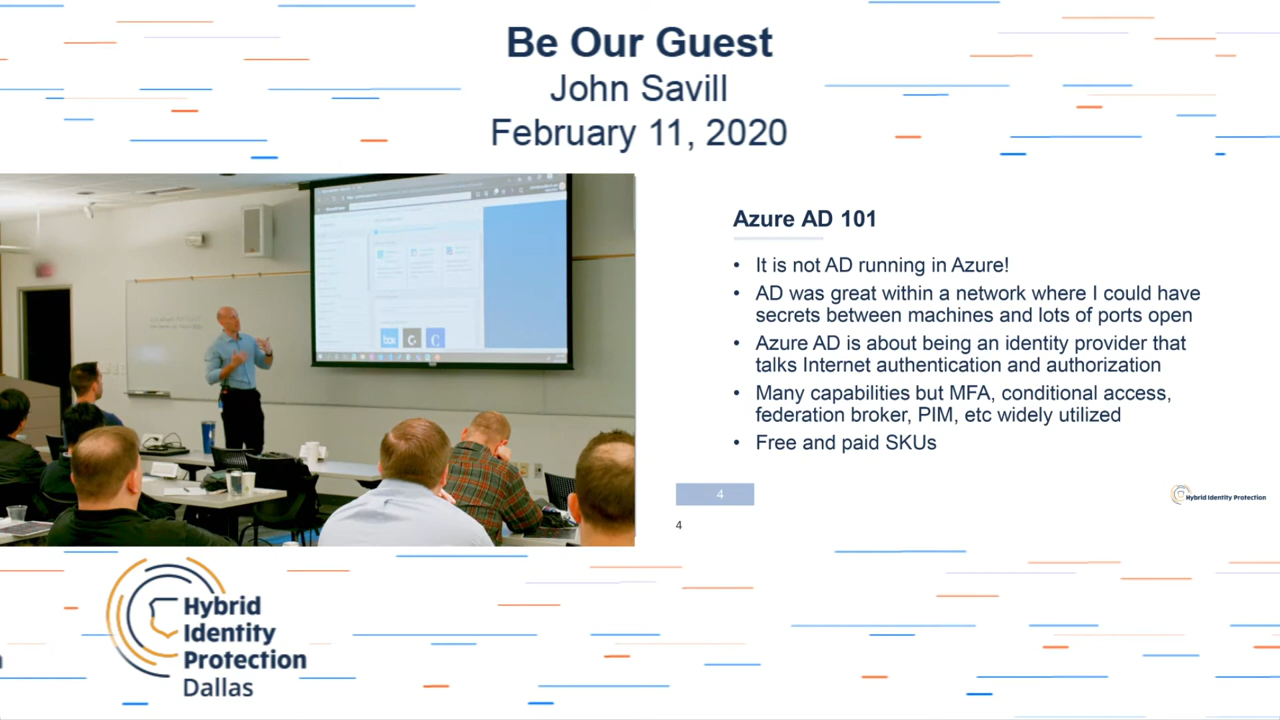 Be Our Guest
John Savill
February 11, 2020
Azure AD 101
• It is not AD running in Azure!
• AD was great within a network where I could have
secrets between machines and lots of ports open
• Azure AD is about being an identity provider that
talks Internet authentication and authorization
• Many capabilities but MFA, conditional access,
federation broker, PIM, etc widely utilized
• Free and paid SKUs
4
4
Hybrid Identity Protection
box
Hybrid
Identity
Protection
Dallas